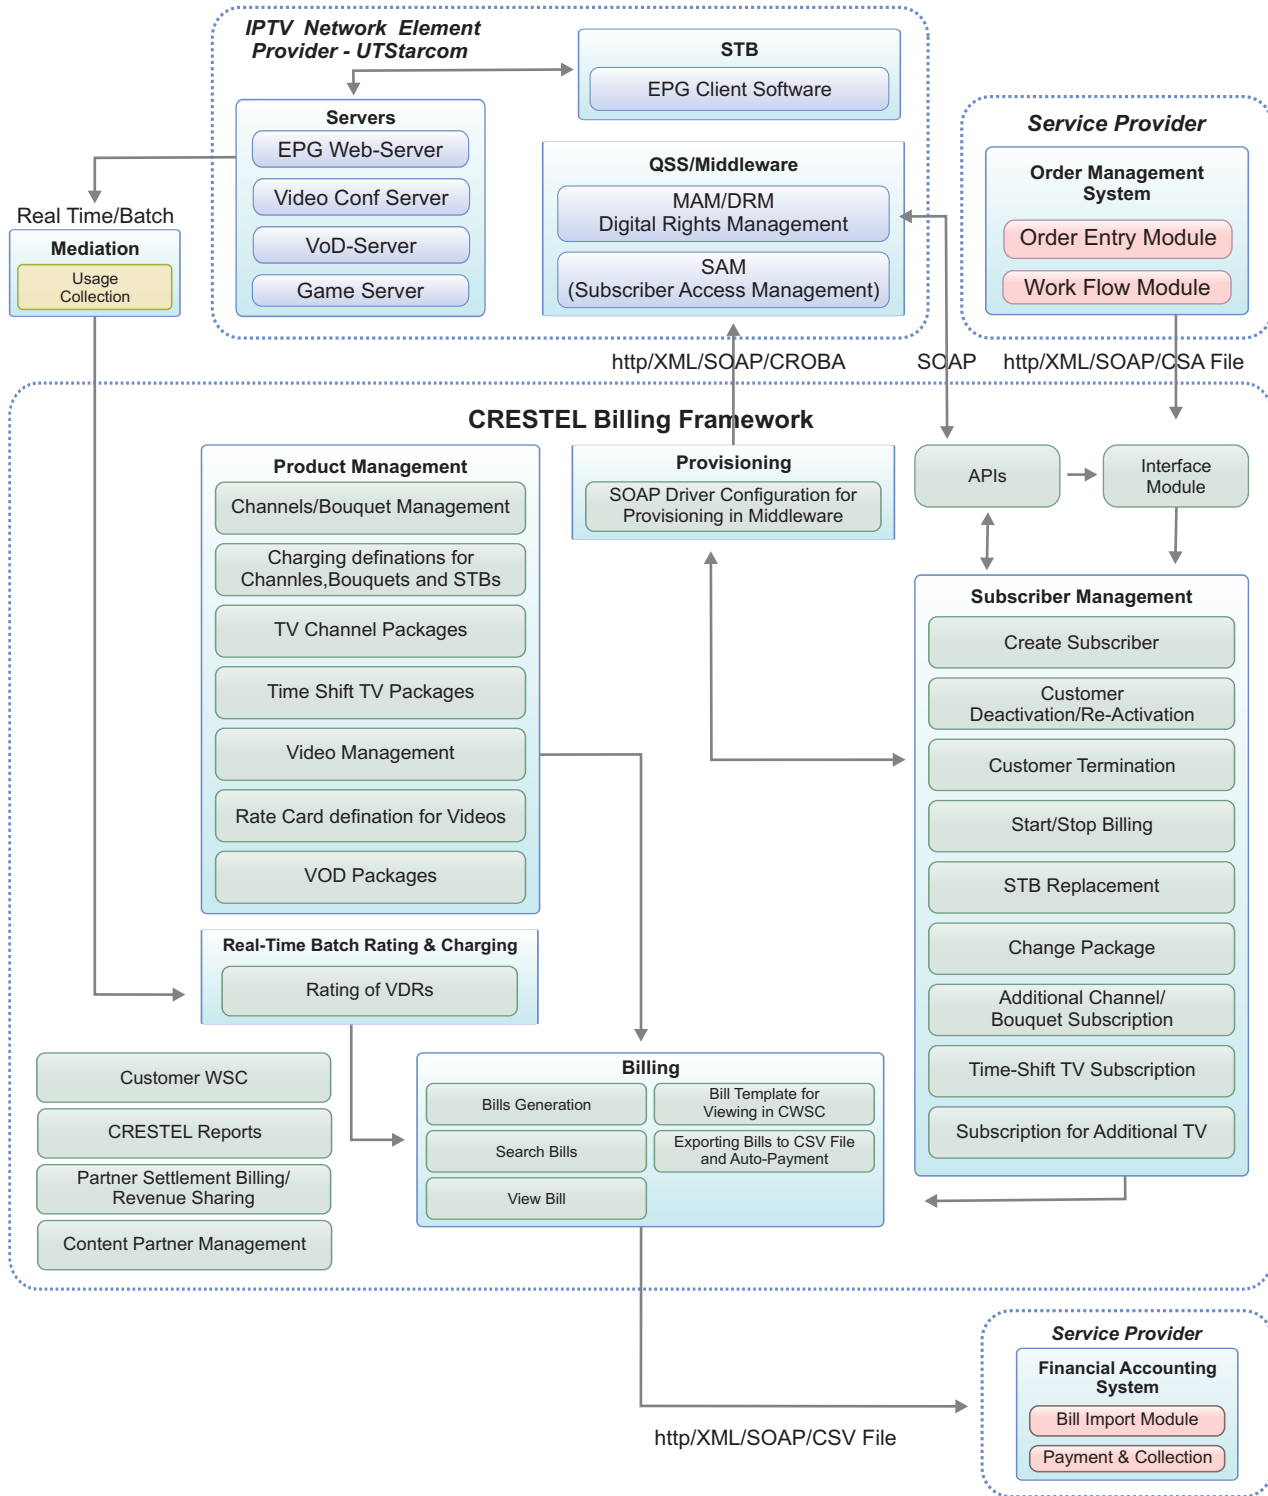 IPTV Network Element
Provider - UTStarcom
STB
EPG Client Software
Servers
EPG Web-Server
Video Conf Server
VoD-Server
Game Server
QSS/Middleware
MAM/DRM
Digital Rights Management
SAM
(Subscriber Access Management)
Service Provider
Order Management
System
Order Entry Module
Work Flow Module
Real Time/Batch
Mediation
Usage
Collection
http/XML/SOAP/CROBA
SOAP
http/XML/SOAP/CSA File
CRESTEL Billing Framework
Product Management
Channels/Bouquet Management
Charging definations for
Channles,Bouquets and STBs
TV Channel Packages
Time Shift TV Packages
Video Management
Rate Card defination for Videos
VOD Packages
Provisioning
SOAP Driver Configuration for
Provisioning in Middleware
APIs
Interface
Module
Subscriber Management
Create Subscriber
Customer
Deactivation/Re-Activation
Customer Termination
Start/Stop Billing
STB Replacement
Change Package
Additional Channel/
Bouquet Subscription
Time-Shift TV Subscription
Subscription for Additional TV
Real-Time Batch Rating & Charging
Rating of VDRs
Customer WSC
CRESTEL Reports
Partner Settlement Billing/
Revenue Sharing
Content Partner Management
Billing
Bills Generation
Search Bills
View Bill
Bill Template for
Viewing in CWSC
Exporting Bills to CSV File
and Auto-Payment
http/XML/SOAP/CSV File
Service Provider
Financial Accounting
System
Bill Import Module
Payment & Collection